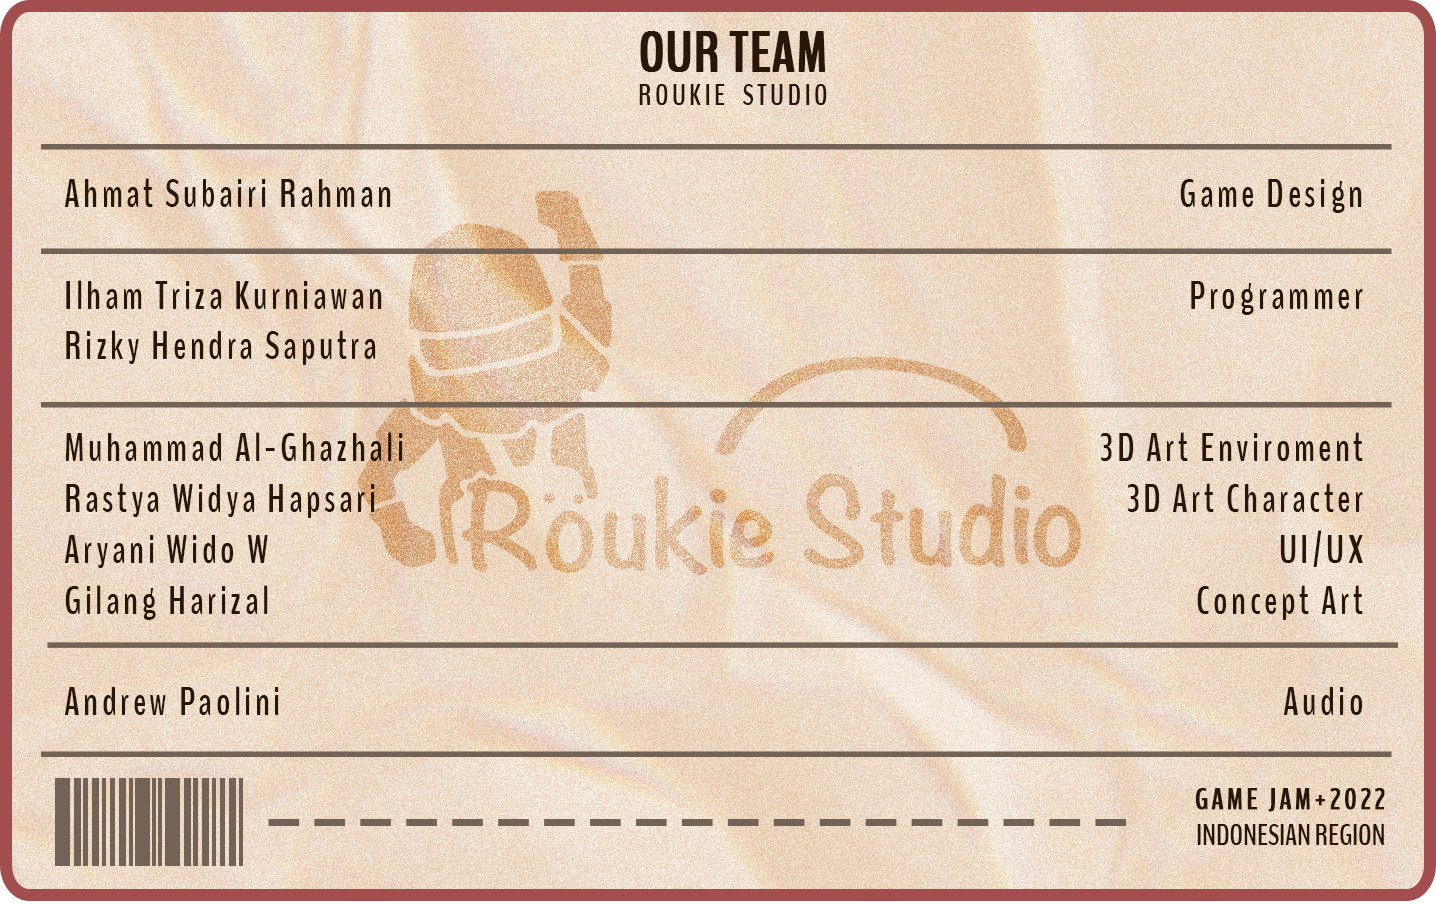 OUR TEAM
ROUKIE STUDIO
Ahmat Subairi Rahman Game Design
Ilham Triza Kurniawan Programmer
Rizky Hendra Saputra
Muhammad Al-Ghazhali 3D Art Enviroment
Rastya Widya Hapsari 3D Art Character
Aryani Wido W UI/UX
Gilang Harizal Concept Art
Röukie Studio
Andrew Paolini Audio
GAME JAM+2022
INDONESIAN REGION